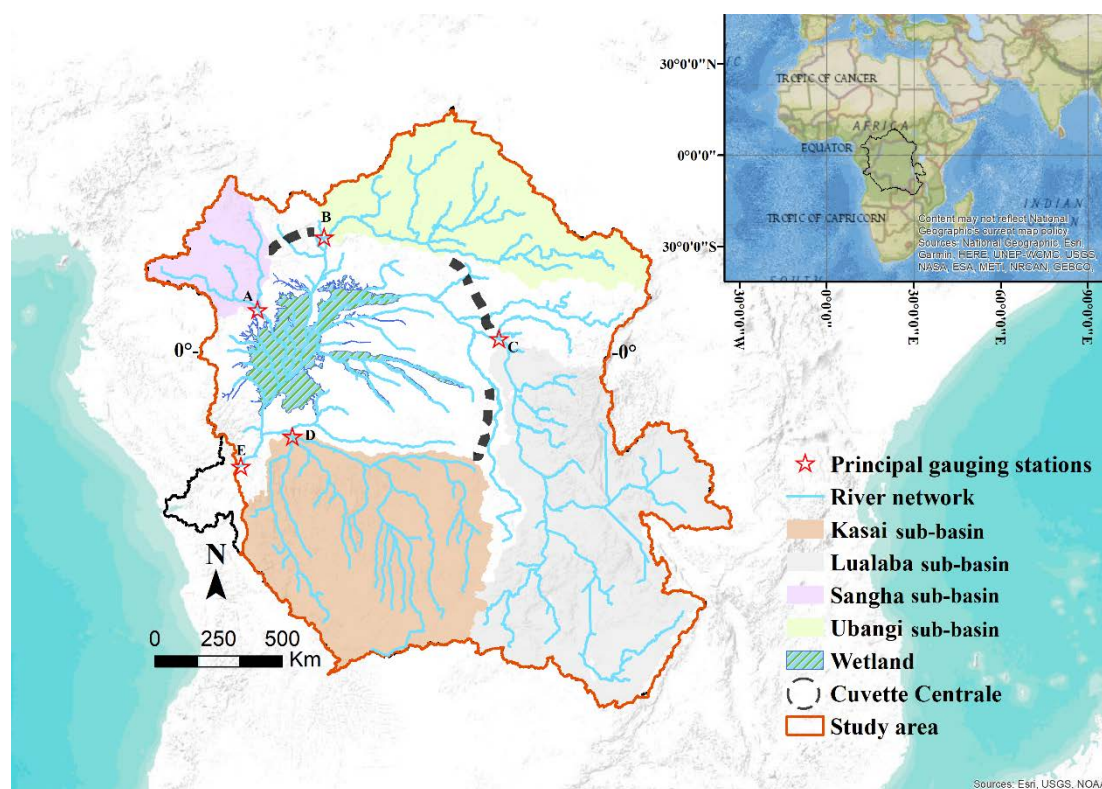 30°0'0"N
TROPIC OF CANCER
AFRICA
EQUATOR
0°0'0"
INDIAN
TROPIC OF CAPRICORN
Content may not reflect National
Geographic's current map policy.
Sources: National Geographic, Esri,
Garmin, HERE, UNEP-WCMC, USGS,
NASA, ESA, METI, NRCAN, GEBCO,
30°0'0"S
30°0'0"W
0°0'0"
30°0'0"E
60°0'0"E
90°0'0"E
B
A
C
0°-
-0°
D
E
N
0 250 500
Km
Principal gauging stations
River network
Kasai sub-basin
Lualaba sub-basin
Sangha sub-basin
Ubangi sub-basin
Wetland
Cuvette Centrale
Study area
Sources: Esri, USGS, NOAA